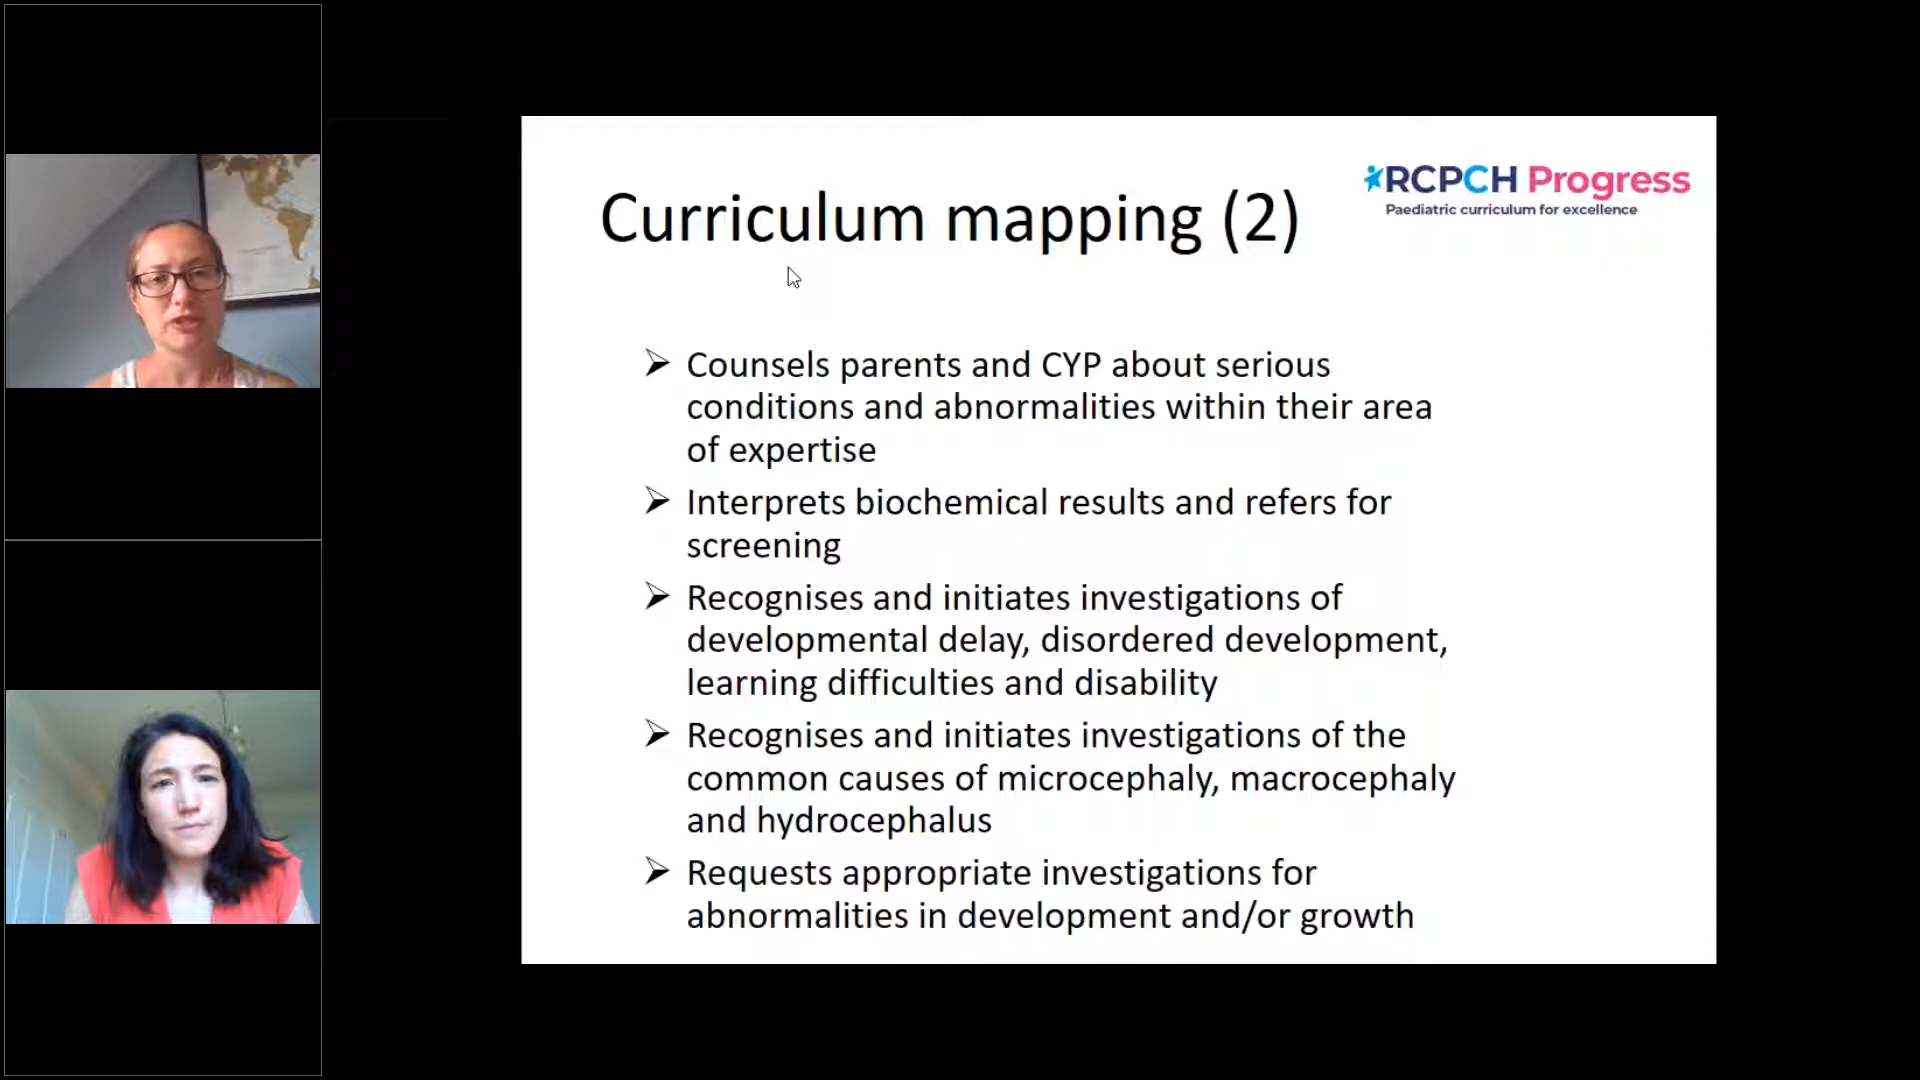 RCPCH Progress
Paediatric curriculum for excellence
Curriculum mapping (2)
Counsels parents and CYP about serious
conditions and abnormalities within their area
of expertise
Interprets biochemical results and refers for
screening
Recognises and initiates investigations of
developmental delay, disordered development,
learning difficulties and disability
Recognises and initiates investigations of the
common causes of microcephaly, macrocephaly
and hydrocephalus
Requests appropriate investigations for
abnormalities in development and/or growth